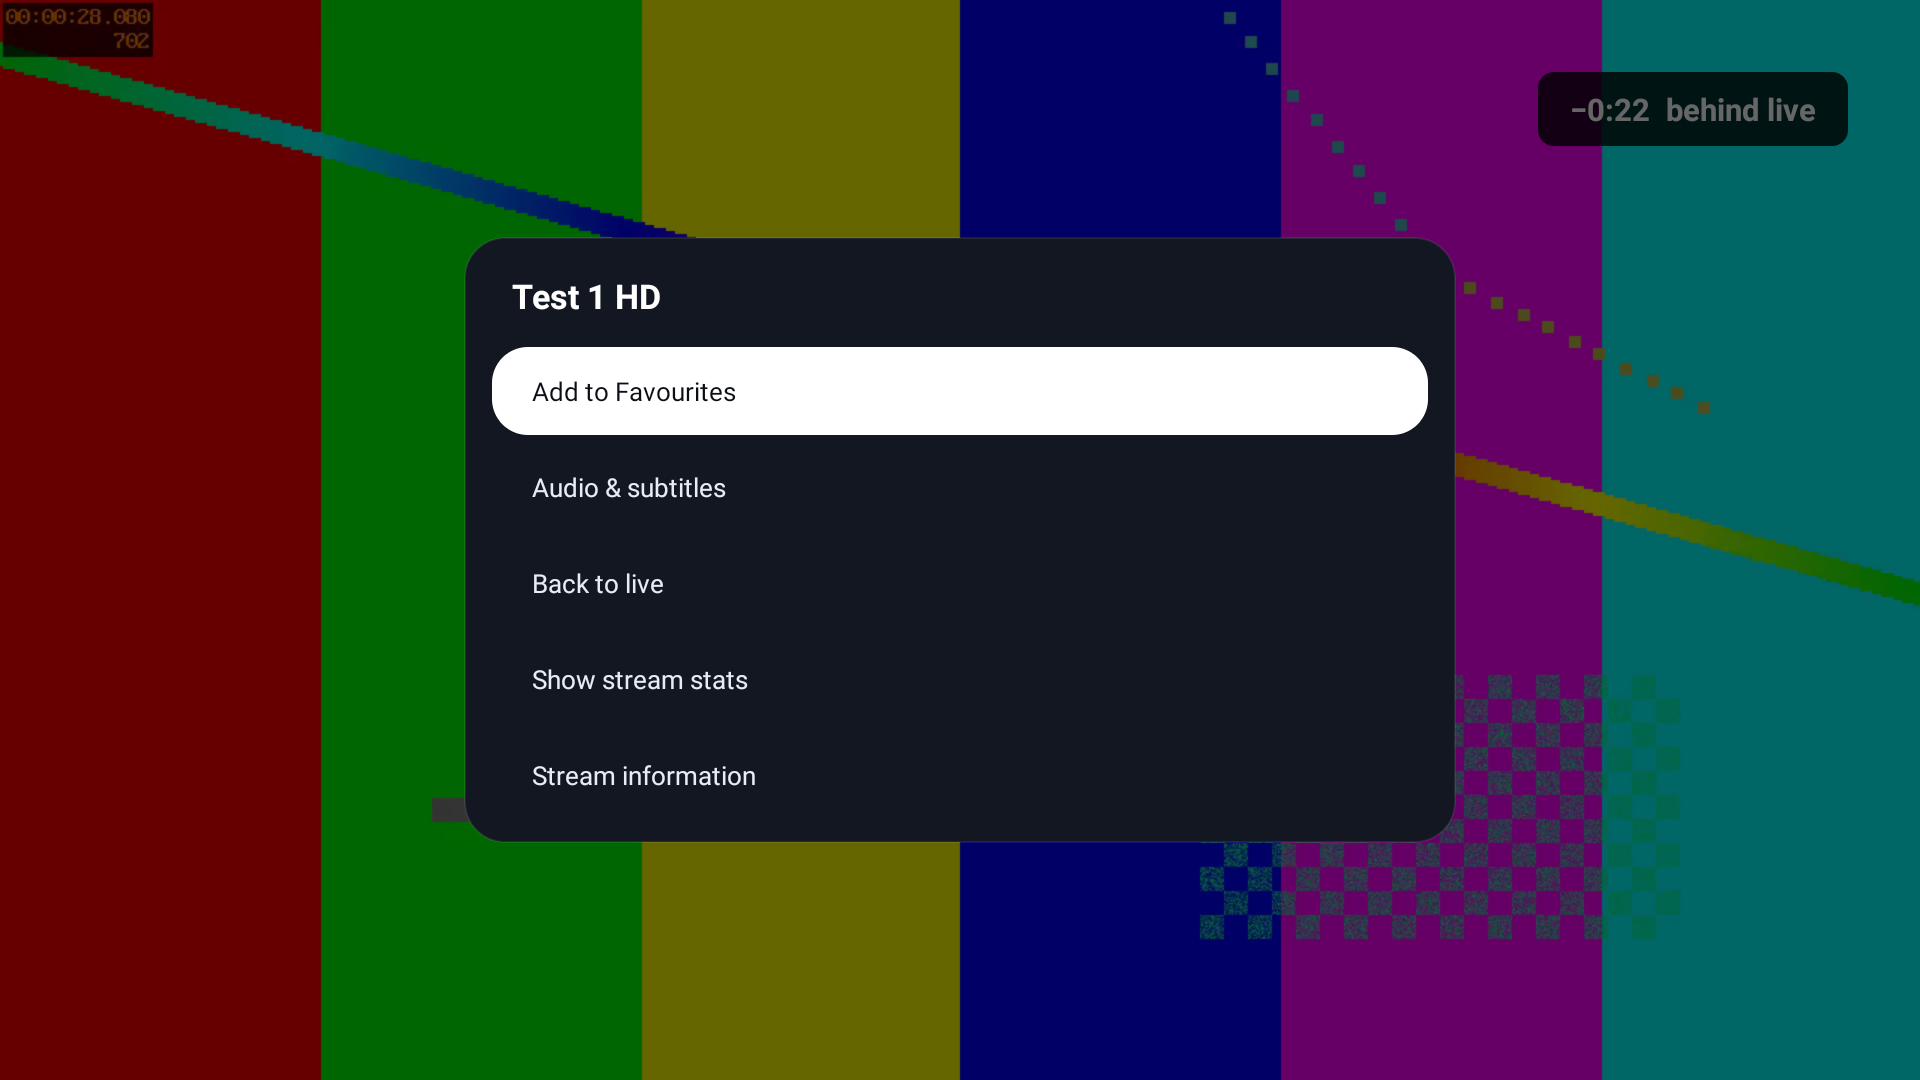 00:00:28.080
702
−0:22 behind live
Test 1 HD
Add to Favourites
Audio & subtitles
Back to live
Show stream stats
Stream information